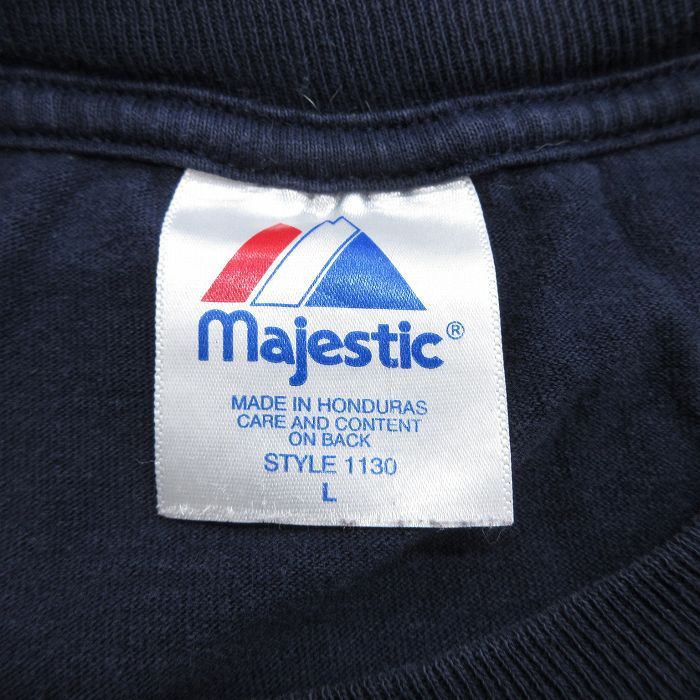 Majestic®
MADE IN HONDURAS
CARE AND CONTENT
ON BACK
STYLE 1130
L